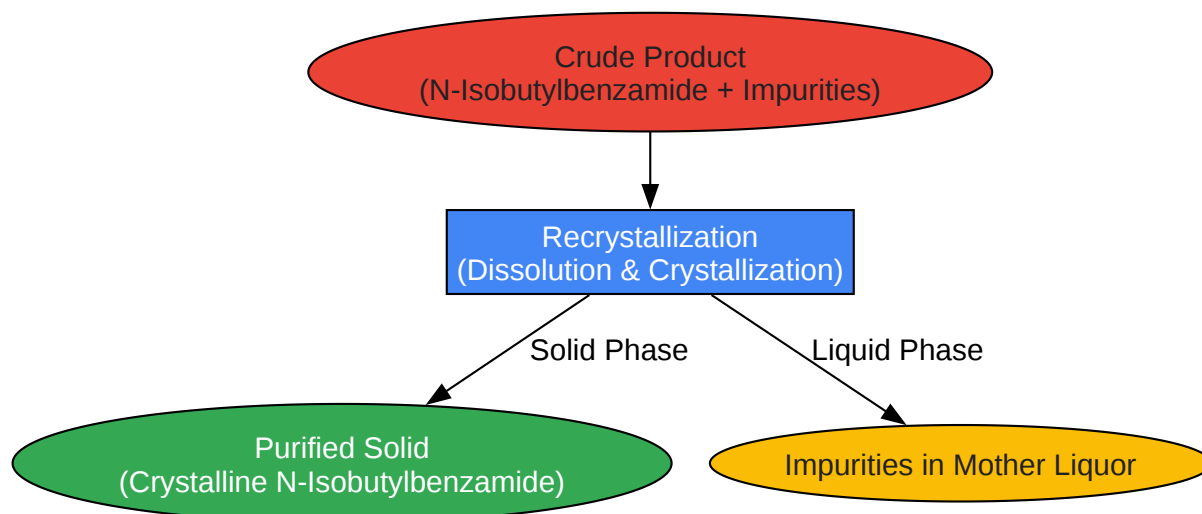 Crude Product
(N-Isobutylbenzamide + Impurities)
Recrystallization
(Dissolution & Crystallization)
Solid Phase
Liquid Phase
Purified Solid
(Crystalline N-Isobutylbenzamide)
Impurities in Mother Liquor